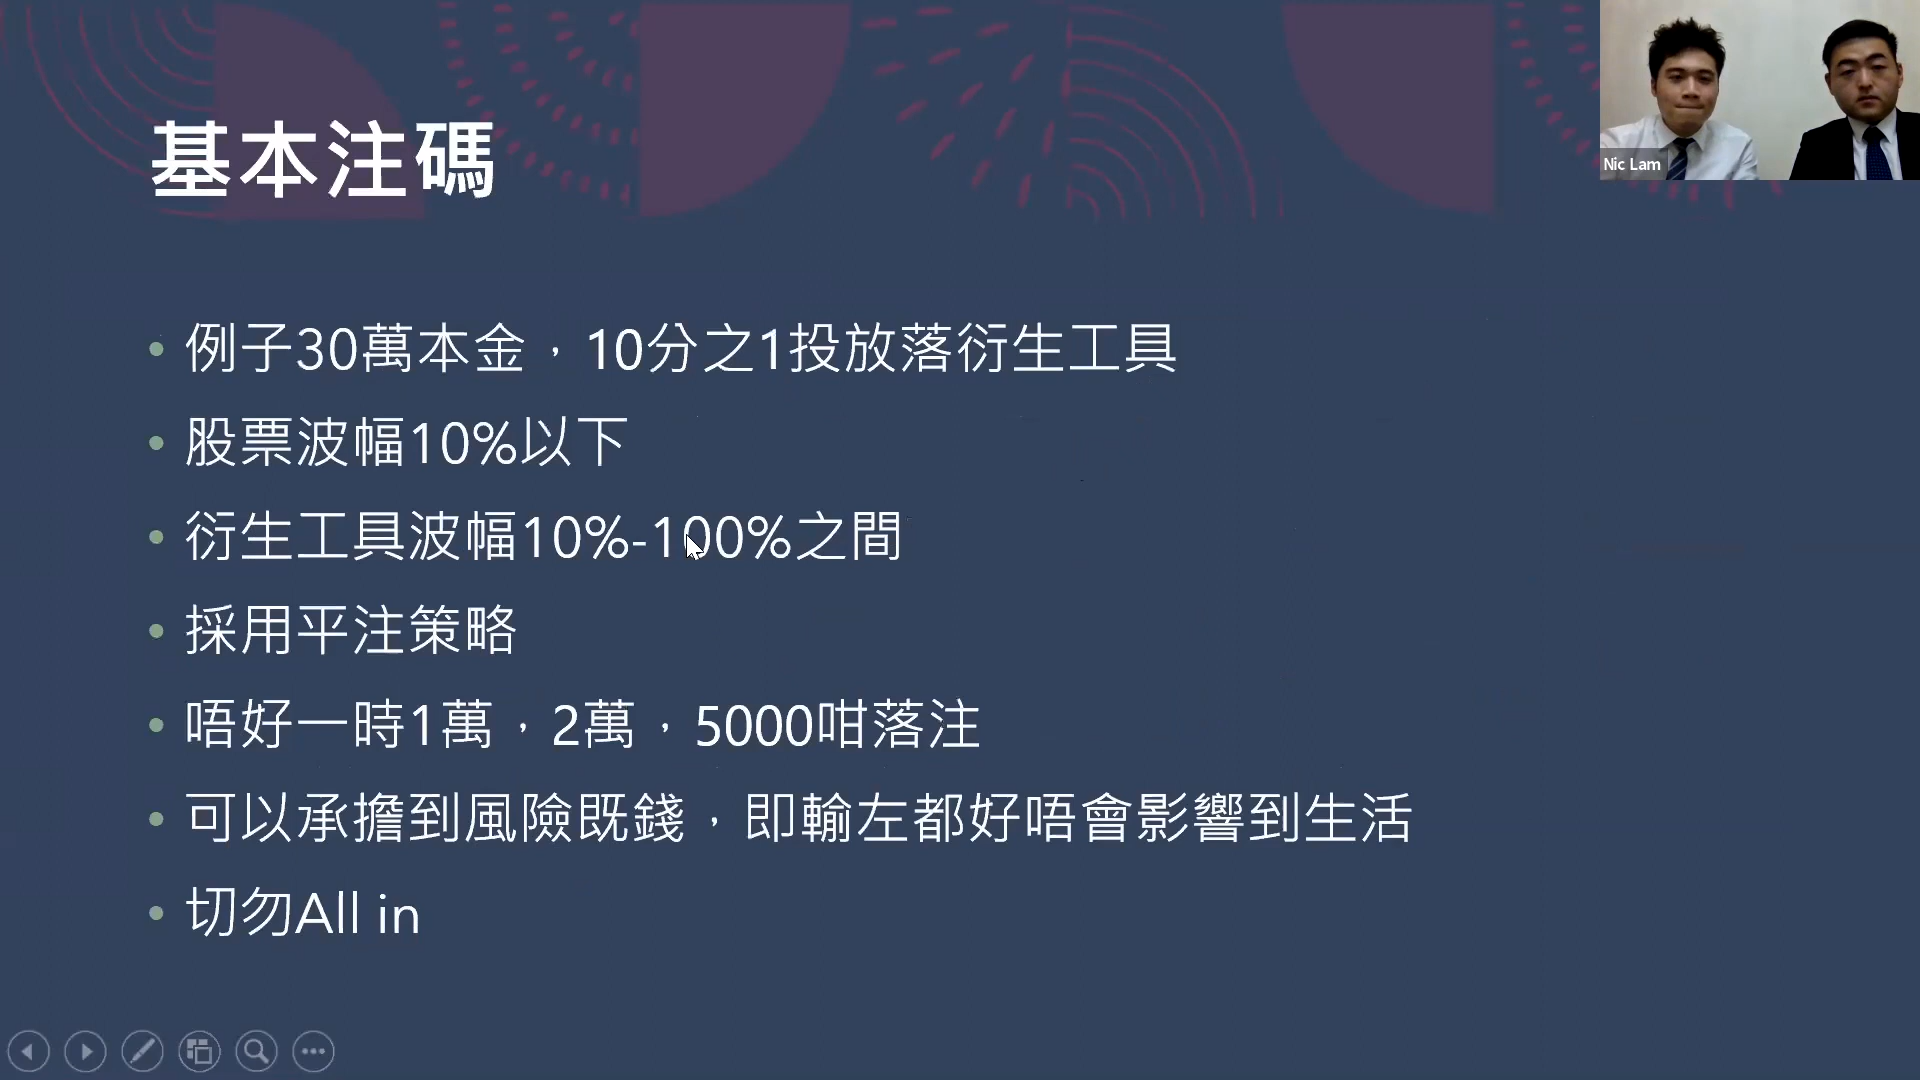 基本注碼
Nic Lam
例子30萬本金，10分之1投放落衍生工具
股票波幅10%以下
衍生工具波幅10%-100%之間
採用平注策略
唔好一時1萬，2萬，5000咁落注
可以承擔到風險既錢，即輸左都好唔會影響到生活
切勿All in